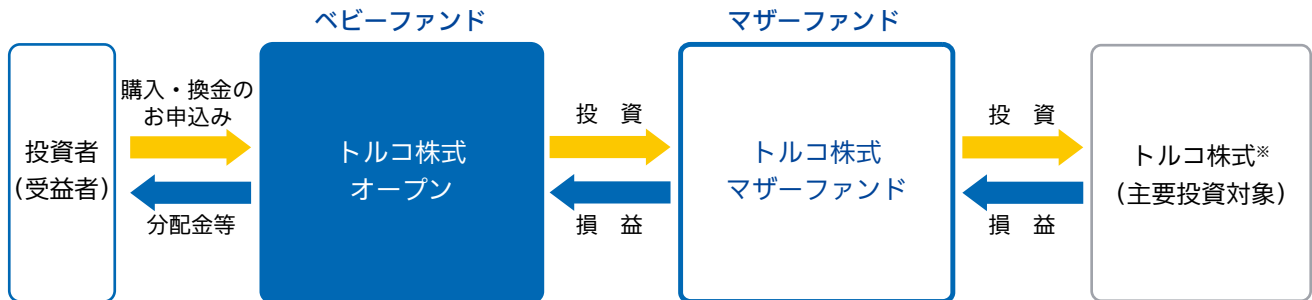 ベビーファンド
マザーファンド
投資者
(受益者)
購入・換金の
お申込み
分配金等
トルコ株式
オープン
投　資
損　益
トルコ株式
マザーファンド
投　資
損　益
トルコ株式※
(主要投資対象)